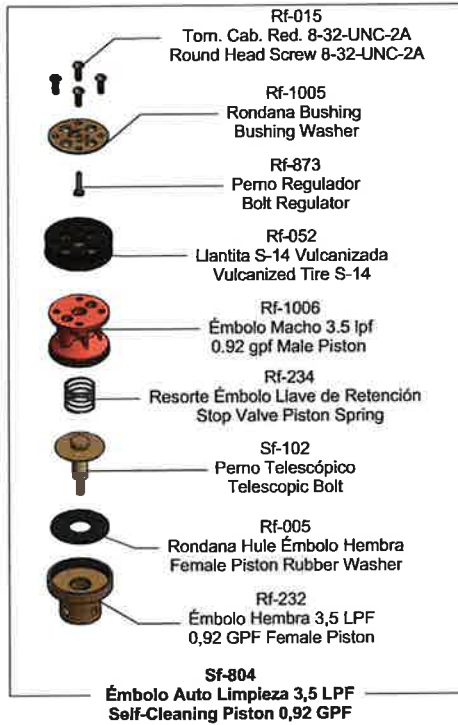 Rf-015
Torn. Cab. Red. 8-32-UNC-2A
Round Head Screw 8-32-UNC-2A
Rf-1005
Rondana Bushing
Bushing Washer
Rf-873
Perno Regulador
Bolt Regulator
Rf-052
Llantita S-14 Vulcanizada
Vulcanized Tire S-14
Rf-1006
Émbolo Macho 3.5 lpf
0.92 gpf Male Piston
Rf-234
Resorte Émbolo Llave de Retención
Stop Valve Piston Spring
Sf-102
Perno Telescópico
Telescopic Bolt
Rf-005
Rondana Hule Émbolo Hembra
Female Piston Rubber Washer
Rf-232
Émbolo Hembra 3,5 LPF
0,92 GPF Female Piston
Sf-804
Émbolo Auto Limpieza 3,5 LPF
Self-Cleaning Piston 0,92 GPF